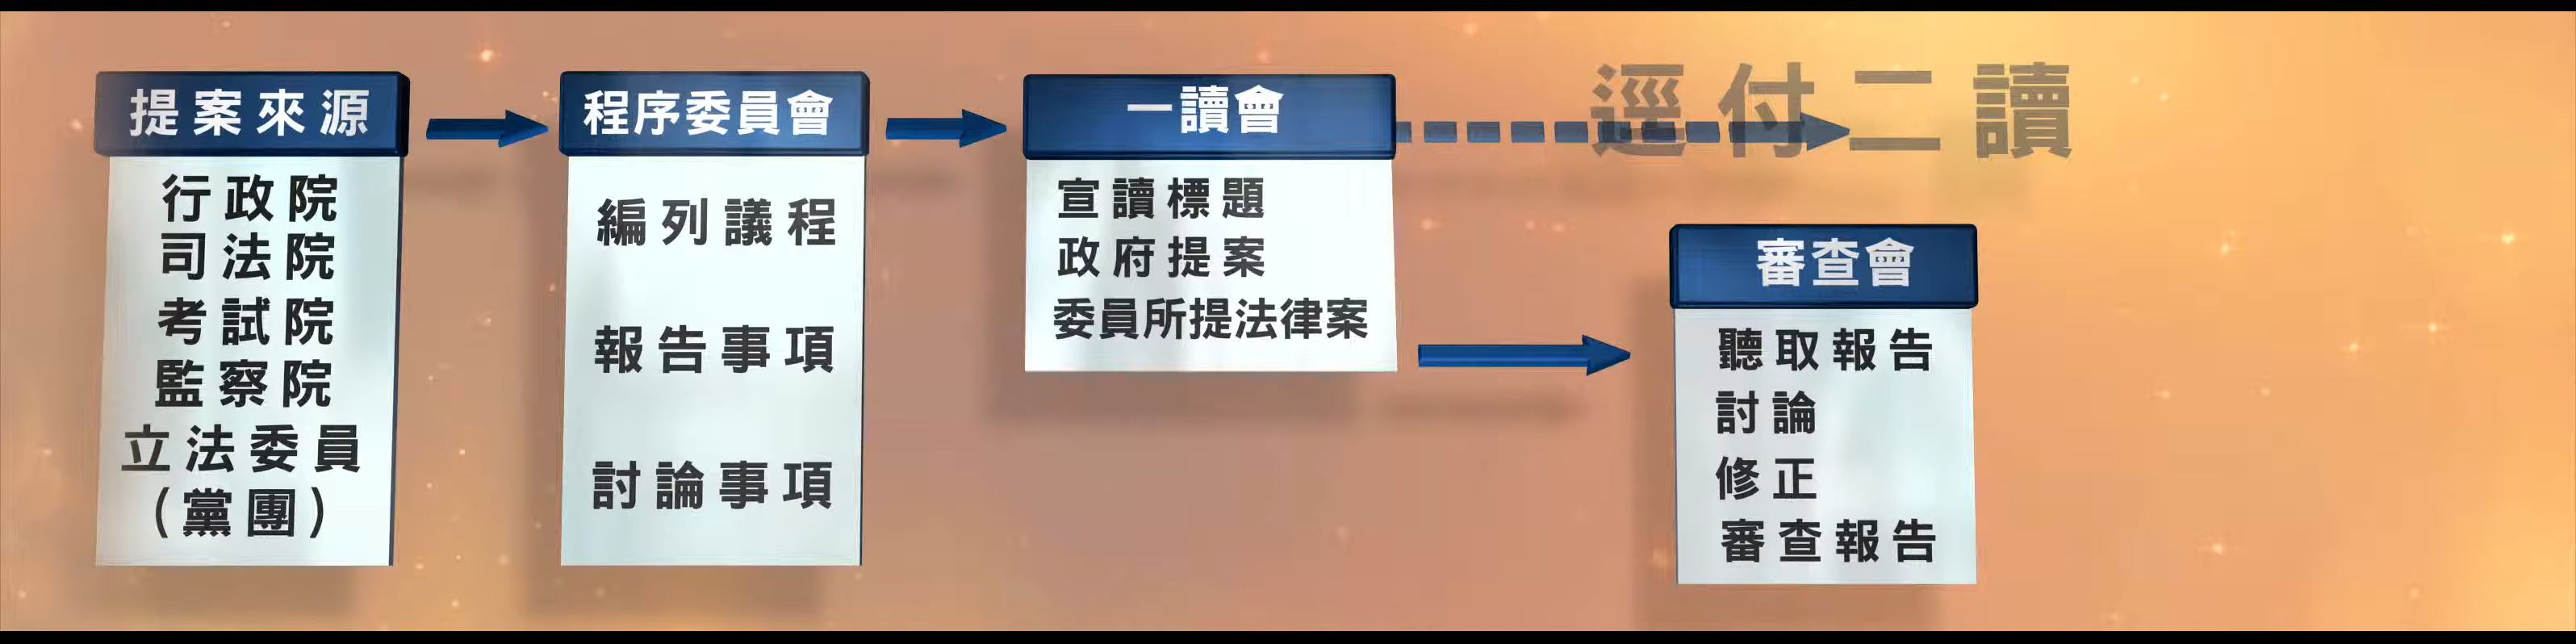 提案來源
行政院
司法院
考試院
監察院
立法委員
(黨團)
程序委員會
編列議程
報告事項
討論事項
一讀會
宣讀標題
政府提案
委員所提法律案
逕付二讀
審查會
聽取報告
討論
修正
審查報告